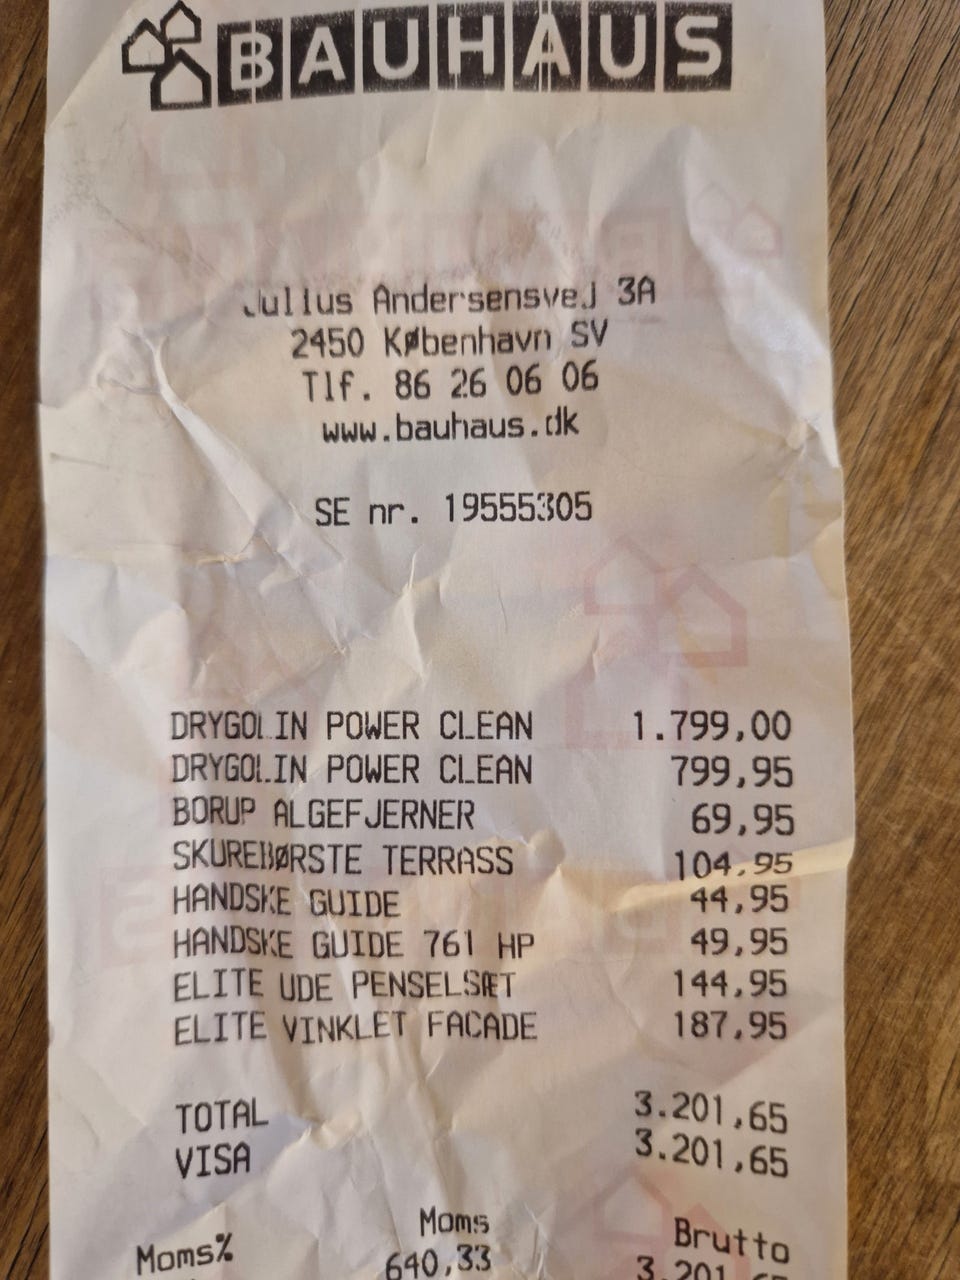 BAUHAUS
Julius Andersensvej 3A
2450 København SV
Tlf. 86 26 06 06
www.bauhaus.dk
SE nr. 19555305
DRYGOLIN POWER CLEAN 1.799,00
DRYGOLIN POWER CLEAN 799,95
BORUP ALGEFJERNER 69,95
SKUREBØRSTE TERRASS 104,95
HANDSKE GUIDE 44,95
HANDSKE GUIDE 761 HP 49,95
ELITE UDE PENSELSÆT 144,95
ELITE VINKLET FACADE 187,95
TOTAL 3.201,65
VISA 3.201,65
Moms% Moms Brutto
640,33 3.201,65